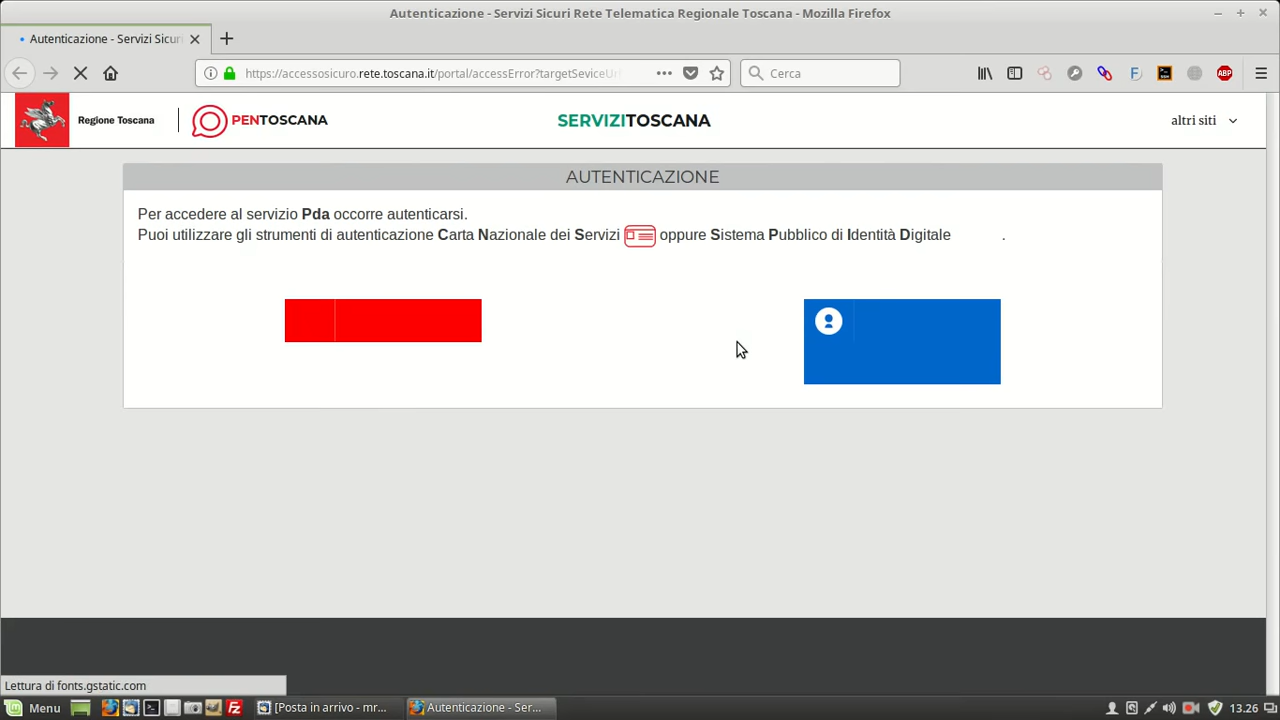 Autenticazione - Servizi Sicuri Rete Telematica Regionale Toscana - Mozilla Firefox
Autenticazione - Servizi Sicuri
https://accessosicuro.rete.toscana.it/portal/accessError?targetSeviceUrl
Cerca
ABP
Regione Toscana
PENTOSCANA
SERVIZITOSCANA
altri siti
AUTENTICAZIONE
Per accedere al servizio Pda occorre autenticarsi.
Puoi utilizzare gli strumenti di autenticazione Carta Nazionale dei Servizi oppure Sistema Pubblico di Identità Digitale .
Lettura di fonts.gstatic.com
Menu
[Posta in arrivo - mr...
Autenticazione - Ser...
13.26